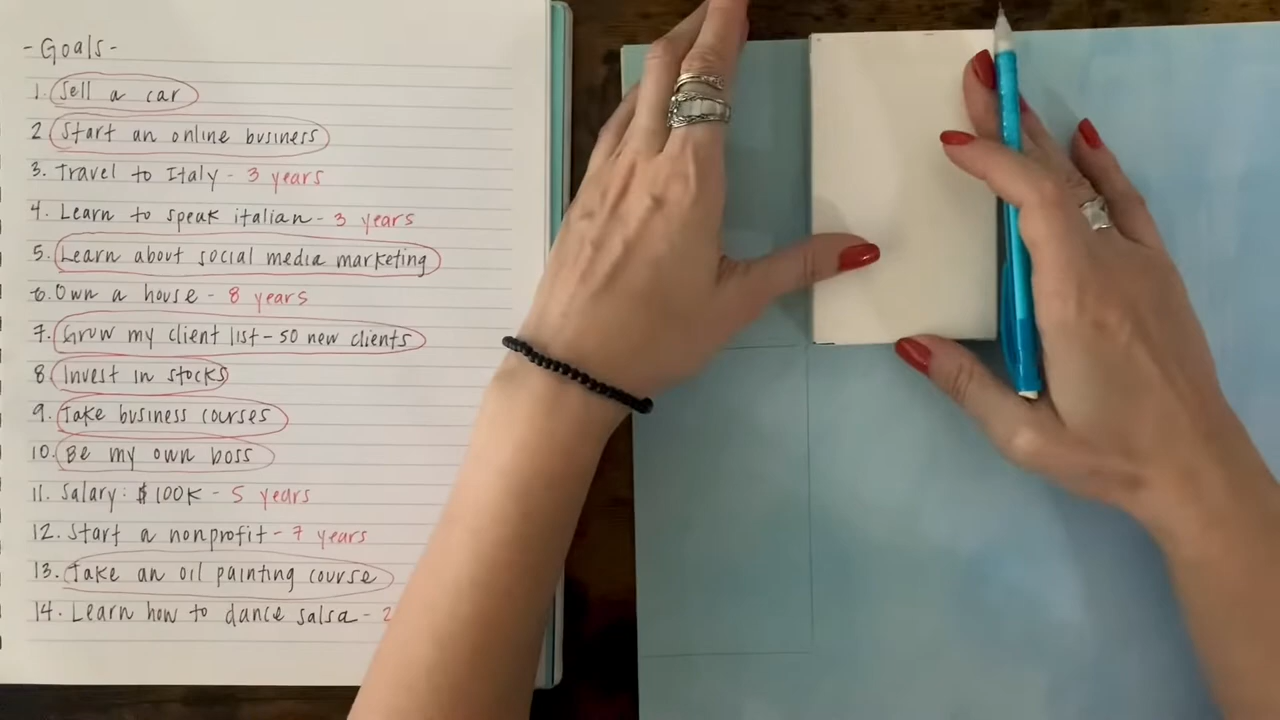 - Goals -
1. Sell a car
2 Start an online business
3. Travel to Italy - 3 years
4. Learn to speak italian - 3 years
5. Learn about social media marketing
6. Own a house - 8 years
7. Grow my client list - 50 new clients
8 Invest in stocks
9. Take business courses
10. Be my own boss
11. Salary: $100K - 5 years
12. Start a nonprofit - 7 years
13. Take an oil painting course
14. Learn how to dance salsa - 2